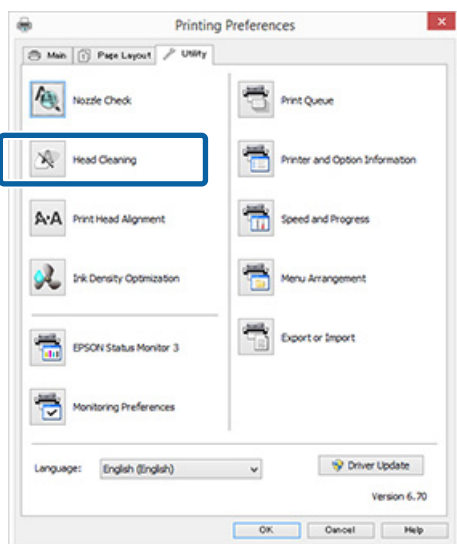 Printing Preferences
Main Page Layout Utility
Nozzle Check
Head Cleaning
Print Head Alignment
Ink Density Optimization
EPSON Status Monitor 3
Monitoring Preferences
Print Queue
Printer and Option Information
Speed and Progress
Menu Arrangement
Export or Import
Language: English (English)
Driver Update
Version 6.70
OK Cancel Help